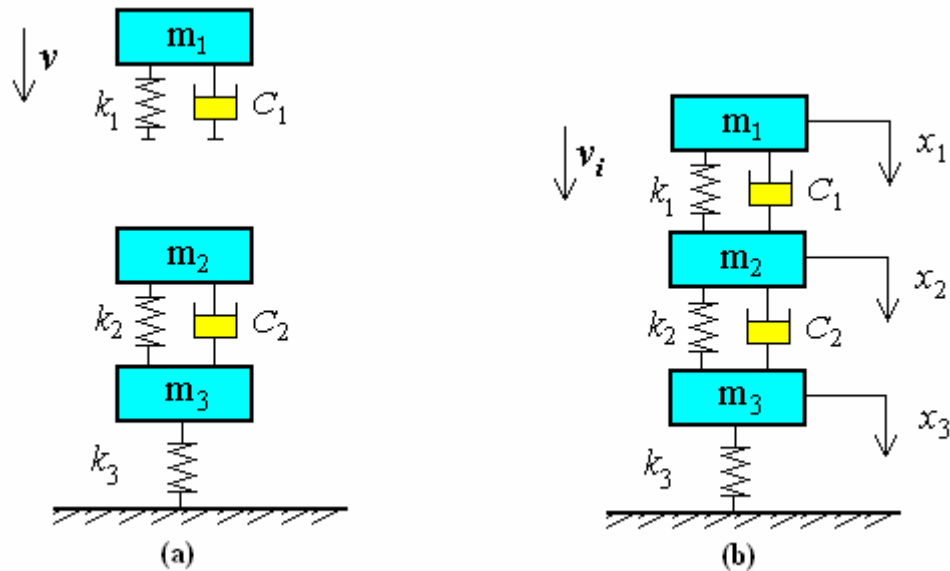 m₁
v
k₁ C₁
m₂
k₂ C₂
m₃
k₃
(a)
m₁
x₁
vᵢ
k₁ C₁
m₂
x₂
k₂ C₂
m₃
x₃
k₃
(b)